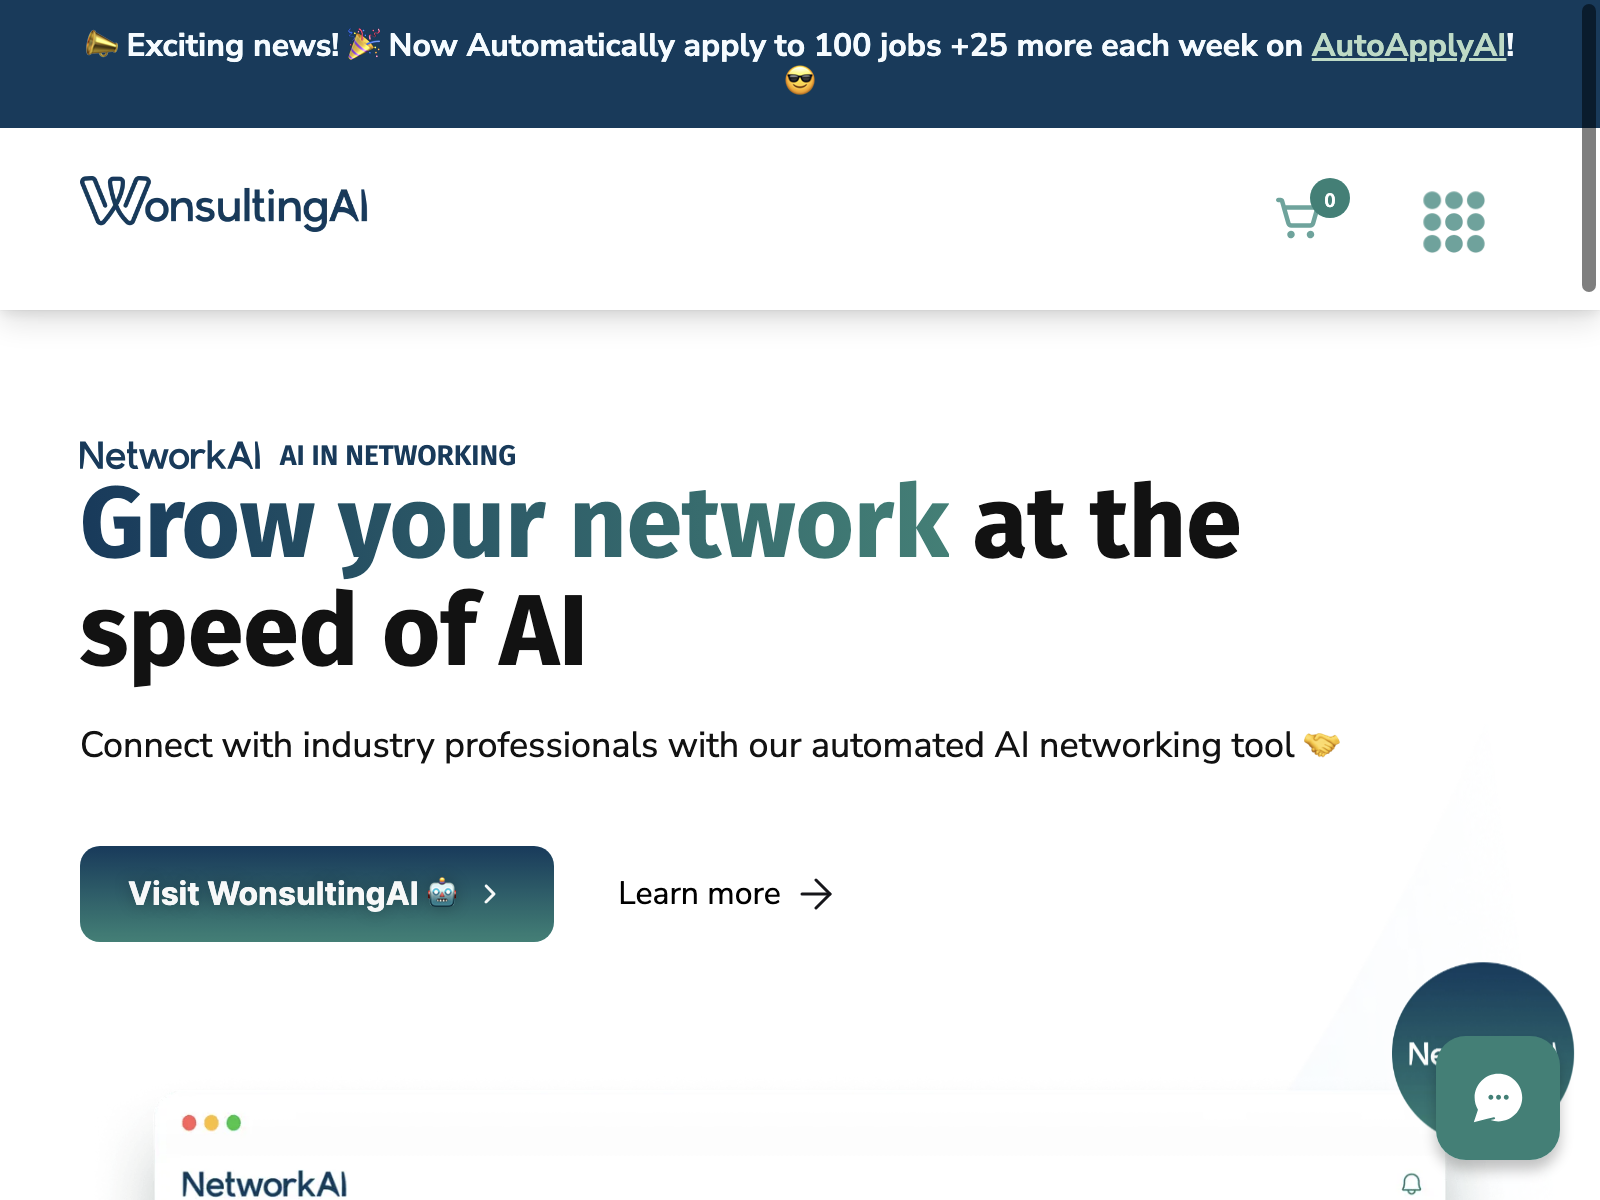 📣 Exciting news! 🎉 Now Automatically apply to 100 jobs +25 more each week on AutoApplyAI!
😎
WonsultingAI
0
NetworkAI AI IN NETWORKING
Grow your network at the
speed of AI
Connect with industry professionals with our automated AI networking tool 🤝
Visit WonsultingAI 🤖
Learn more →
NetworkAI